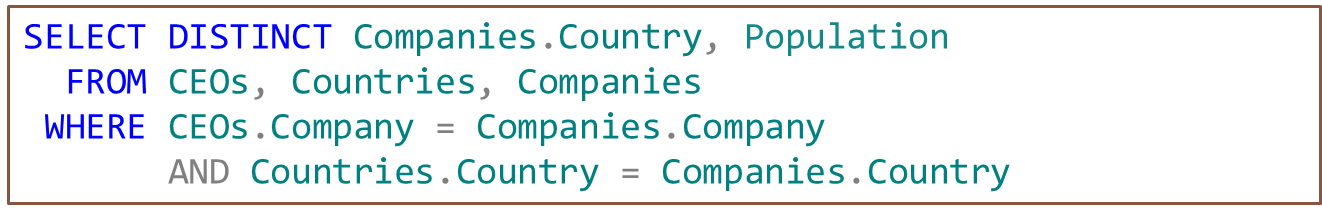 SELECT DISTINCT Companies.Country, Population
FROM CEOs, Countries, Companies
WHERE CEOs.Company = Companies.Company
AND Countries.Country = Companies.Country